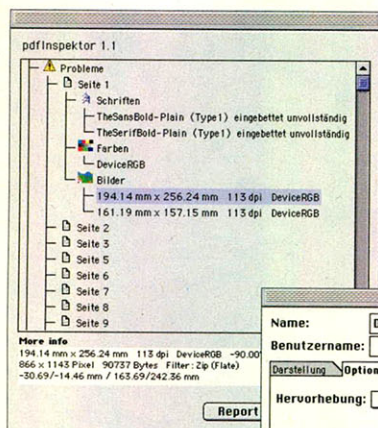 pdfInspektor 1.1
Probleme
Seite 1
Schriften
TheSansBold-Plain (Type1) eingebettet unvollständig
TheSerifBold-Plain (Type1) eingebettet unvollständig
Farben
DeviceRGB
Bilder
194.14 mm x 256.24 mm 113 dpi DeviceRGB
161.19 mm x 157.15 mm 113 dpi DeviceRGB
Seite 2
Seite 3
Seite 5
Seite 6
Seite 7
Seite 8
Seite 9
More info
194.14 mm x 256.24 mm 113 dpi DeviceRGB -90.00°
866 x 1143 Pixel 90737 Bytes Filter: Zip (Flate)
-30.69/-14.46 mm / 163.69/242.36 mm
Report
Name:
Benutzername:
Darstellung Option
Hervorhebung: